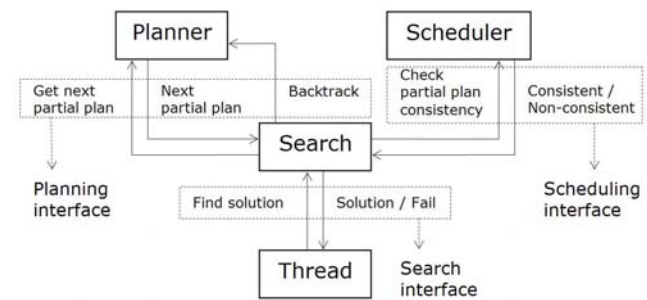 Planner
Scheduler
Get next
partial plan
Next
partial plan
Backtrack
Check
partial plan
consistency
Consistent /
Non-consistent
Search
Planning
interface
Scheduling
interface
Find solution
Solution / Fail
Thread
Search
interface